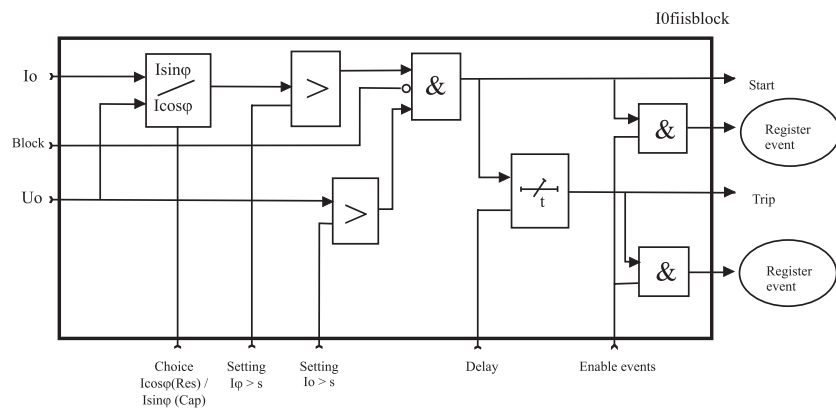 I0fiisblock
Io
Isinφ
Icosφ
>
&
Start
Block
&
Register
event
Uo
>
t
Trip
&
Register
event
Choice
Icosφ(Res) /
Isinφ (Cap)
Setting
Iφ > s
Setting
Io > s
Delay
Enable events